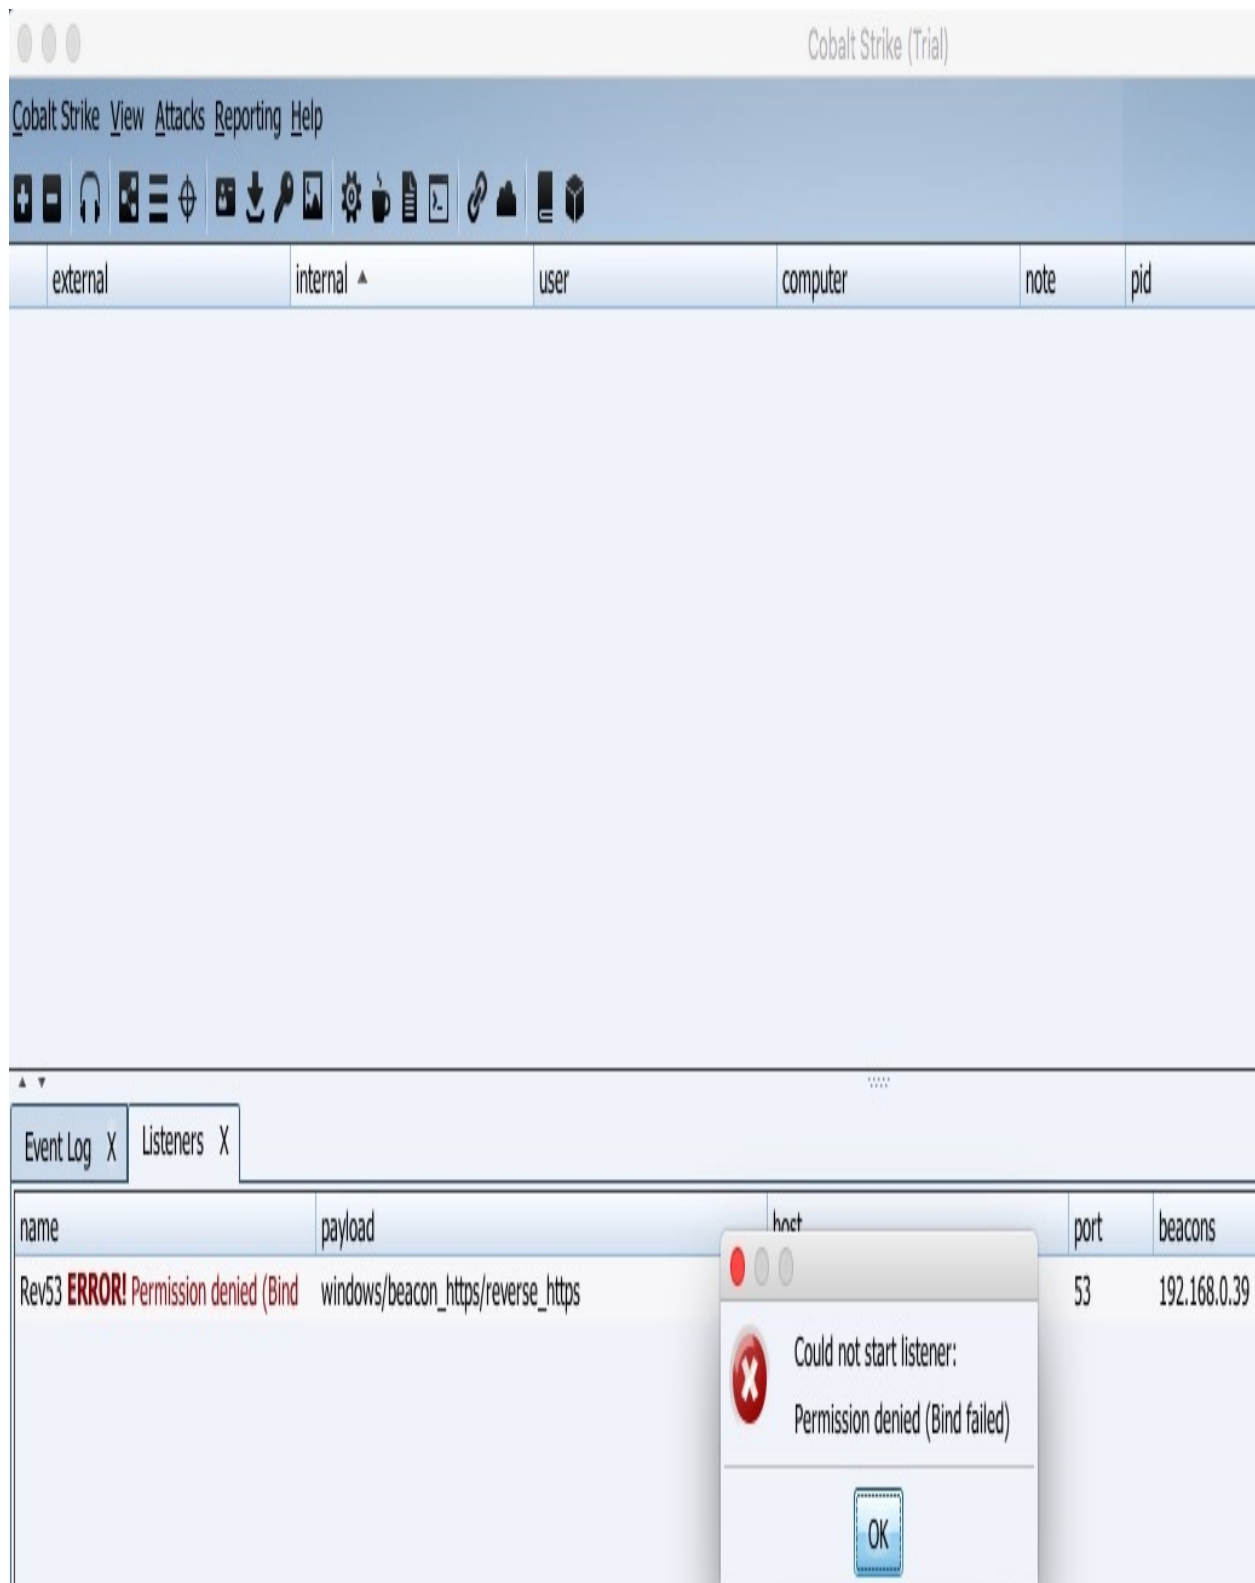 Cobalt Strike (Trial)
Cobalt Strike View Attacks Reporting Help
external internal user computer note pid
Event Log X Listeners X
name payload host port beacons
Rev53 ERROR! Permission denied (Bind windows/beacon_https/reverse_https 53 192.168.0.39
Could not start listener:
Permission denied (Bind failed)
OK